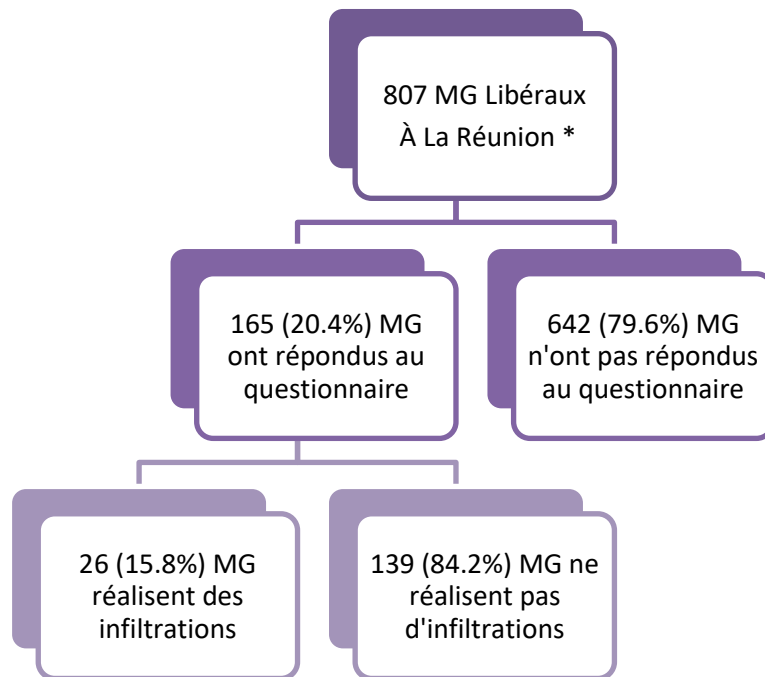 807 MG Libéraux
À La Réunion *
165 (20.4%) MG
ont répondus au
questionnaire
642 (79.6%) MG
n'ont pas répondus
au questionnaire
26 (15.8%) MG
réalisent des
infiltrations
139 (84.2%) MG ne
réalisent pas
d'infiltrations